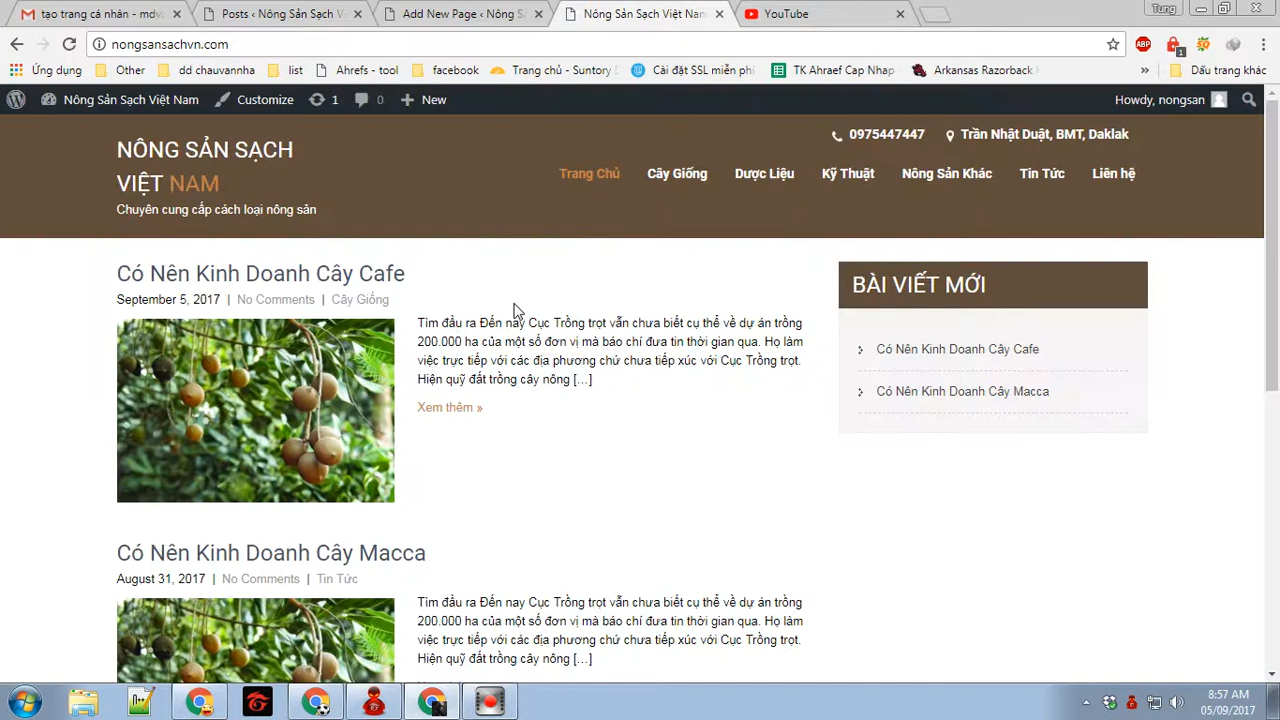 tạo trang cá nhân - mdva
Posts ‹ Nông Sản Sạch V
Add New Page ‹ Nông S
Nông Sản Sạch Việt Nam
YouTube
Tung
nongsansachvn.com
ABP
1
Ứng dụng
Other
dd chauvannha
list
Ahrefs - tool
facebook
Trang chủ - Suntory
Cài đặt SSL miễn phí
TK Ahraef Cap Nhap
Arkansas Razorback
»
Dấu trang khác
Nông Sản Sạch Việt Nam
Customize
1
0
New
Howdy, nongsan
NÔNG SẢN SẠCH
VIỆT NAM
Chuyên cung cấp cách loại nông sản
0975447447
Trần Nhật Duật, BMT, Daklak
Trang Chủ
Cây Giống
Dược Liệu
Kỹ Thuật
Nông Sản Khác
Tin Tức
Liên hệ
Có Nên Kinh Doanh Cây Cafe
September 5, 2017 | No Comments | Cây Giống
Tìm đầu ra Đến nay Cục Trồng trọt vẫn chưa biết cụ thể về dự án trồng
200.000 ha của một số đơn vị mà báo chí đưa tin thời gian qua. Họ làm
việc trực tiếp với các địa phương chứ chưa tiếp xúc với Cục Trồng trọt.
Hiện quỹ đất trồng cây nông […]
Xem thêm »
BÀI VIẾT MỚI
Có Nên Kinh Doanh Cây Cafe
Có Nên Kinh Doanh Cây Macca
Có Nên Kinh Doanh Cây Macca
August 31, 2017 | No Comments | Tin Tức
Tìm đầu ra Đến nay Cục Trồng trọt vẫn chưa biết cụ thể về dự án trồng
200.000 ha của một số đơn vị mà báo chí đưa tin thời gian qua. Họ làm
việc trực tiếp với các địa phương chứ chưa tiếp xúc với Cục Trồng trọt.
Hiện quỹ đất trồng cây nông […]
8:57 AM
05/09/2017